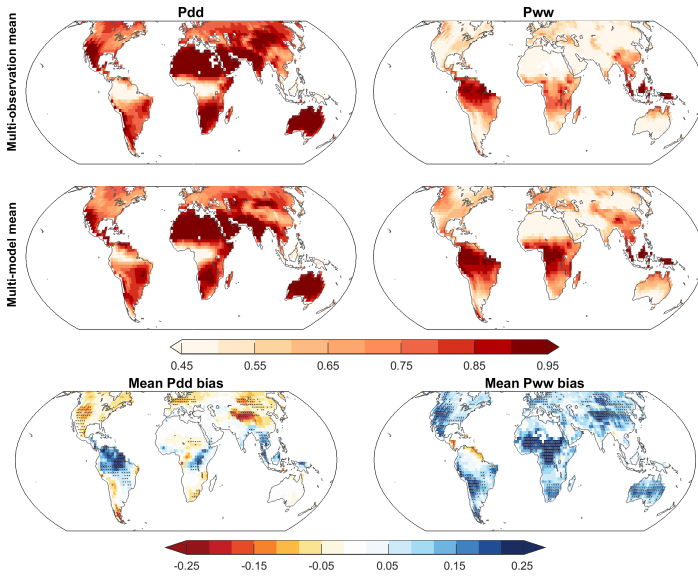 Pdd
Pww
Multi-observation mean
Multi-model mean
0.45 0.55 0.65 0.75 0.85 0.95
Mean Pdd bias
Mean Pww bias
-0.25 -0.15 -0.05 0.05 0.15 0.25